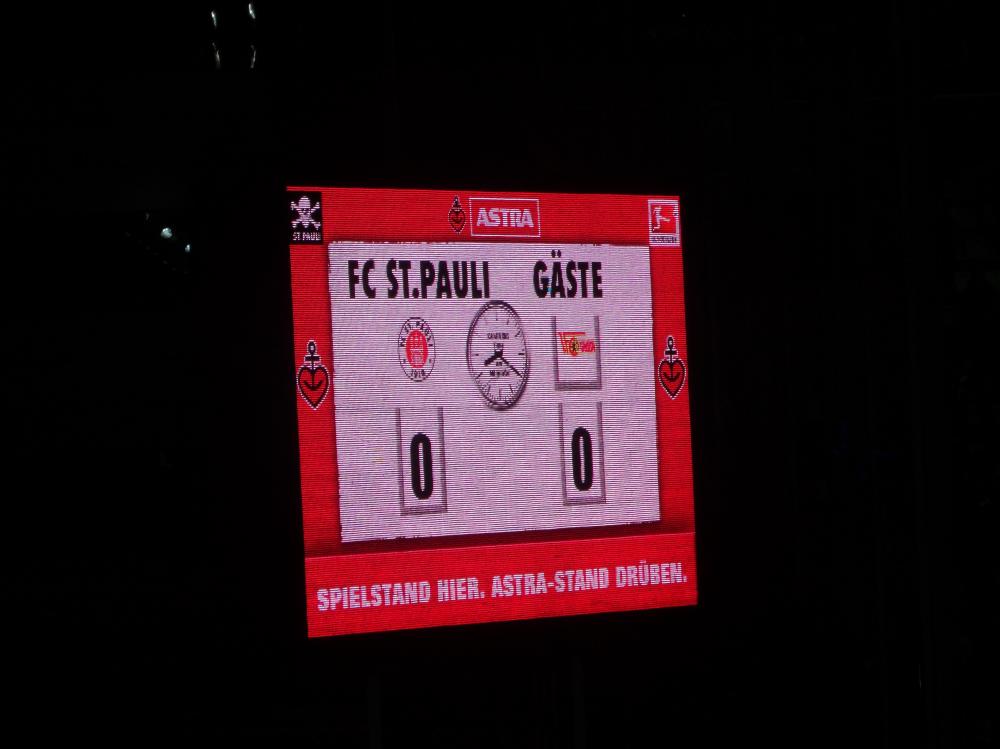 ASTRA
ST PAULI
FC ST.PAULI GÄSTE
0 0
SPIELSTAND HIER. ASTRA-STAND DRÜBEN.